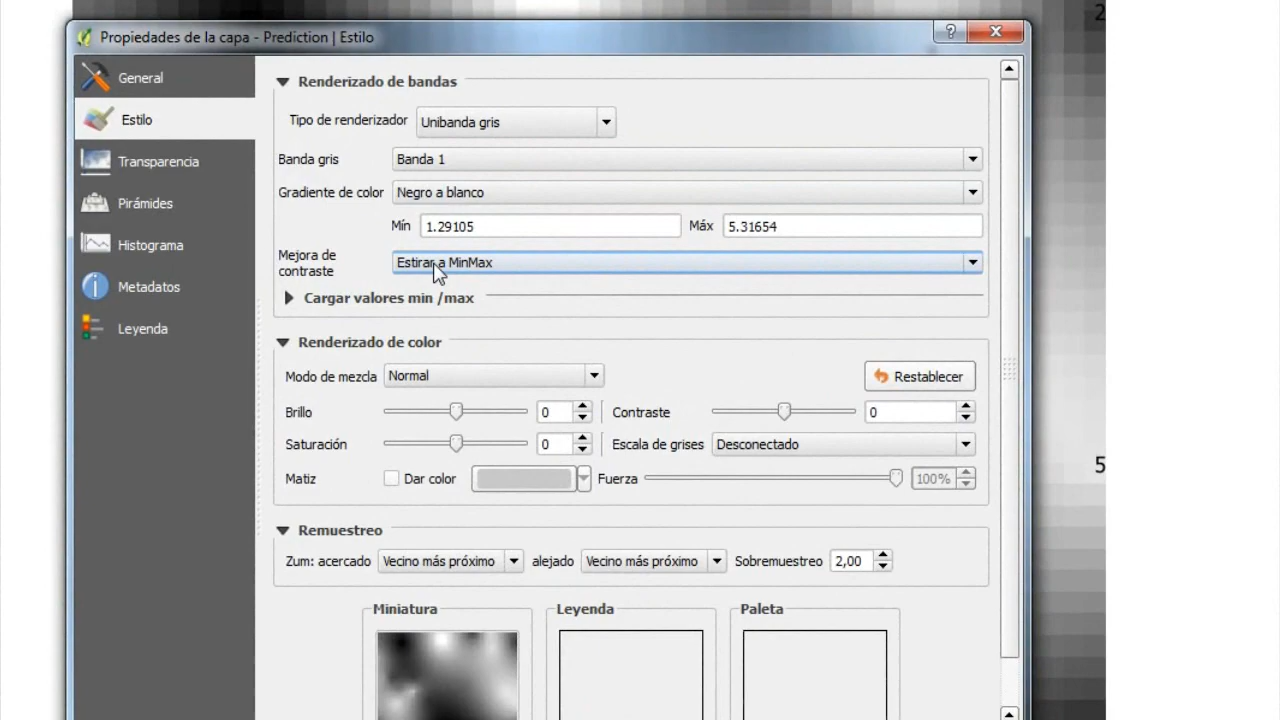 2
Propiedades de la capa - Prediction | Estilo
?
General
Estilo
Transparencia
Pirámides
Histograma
Metadatos
Leyenda
Renderizado de bandas
Tipo de renderizador Unibanda gris
Banda gris Banda 1
Gradiente de color Negro a blanco
Mín 1.29105 Máx 5.31654
Mejora de
contraste Estirar a MinMax
Cargar valores min /max
Renderizado de color
Modo de mezcla Normal Restablecer
Brillo 0 Contraste 0
Saturación 0 Escala de grises Desconectado
5
Matiz Dar color Fuerza 100%
Remuestreo
Zum: acercado Vecino más próximo alejado Vecino más próximo Sobremuestreo 2,00
Miniatura Leyenda Paleta